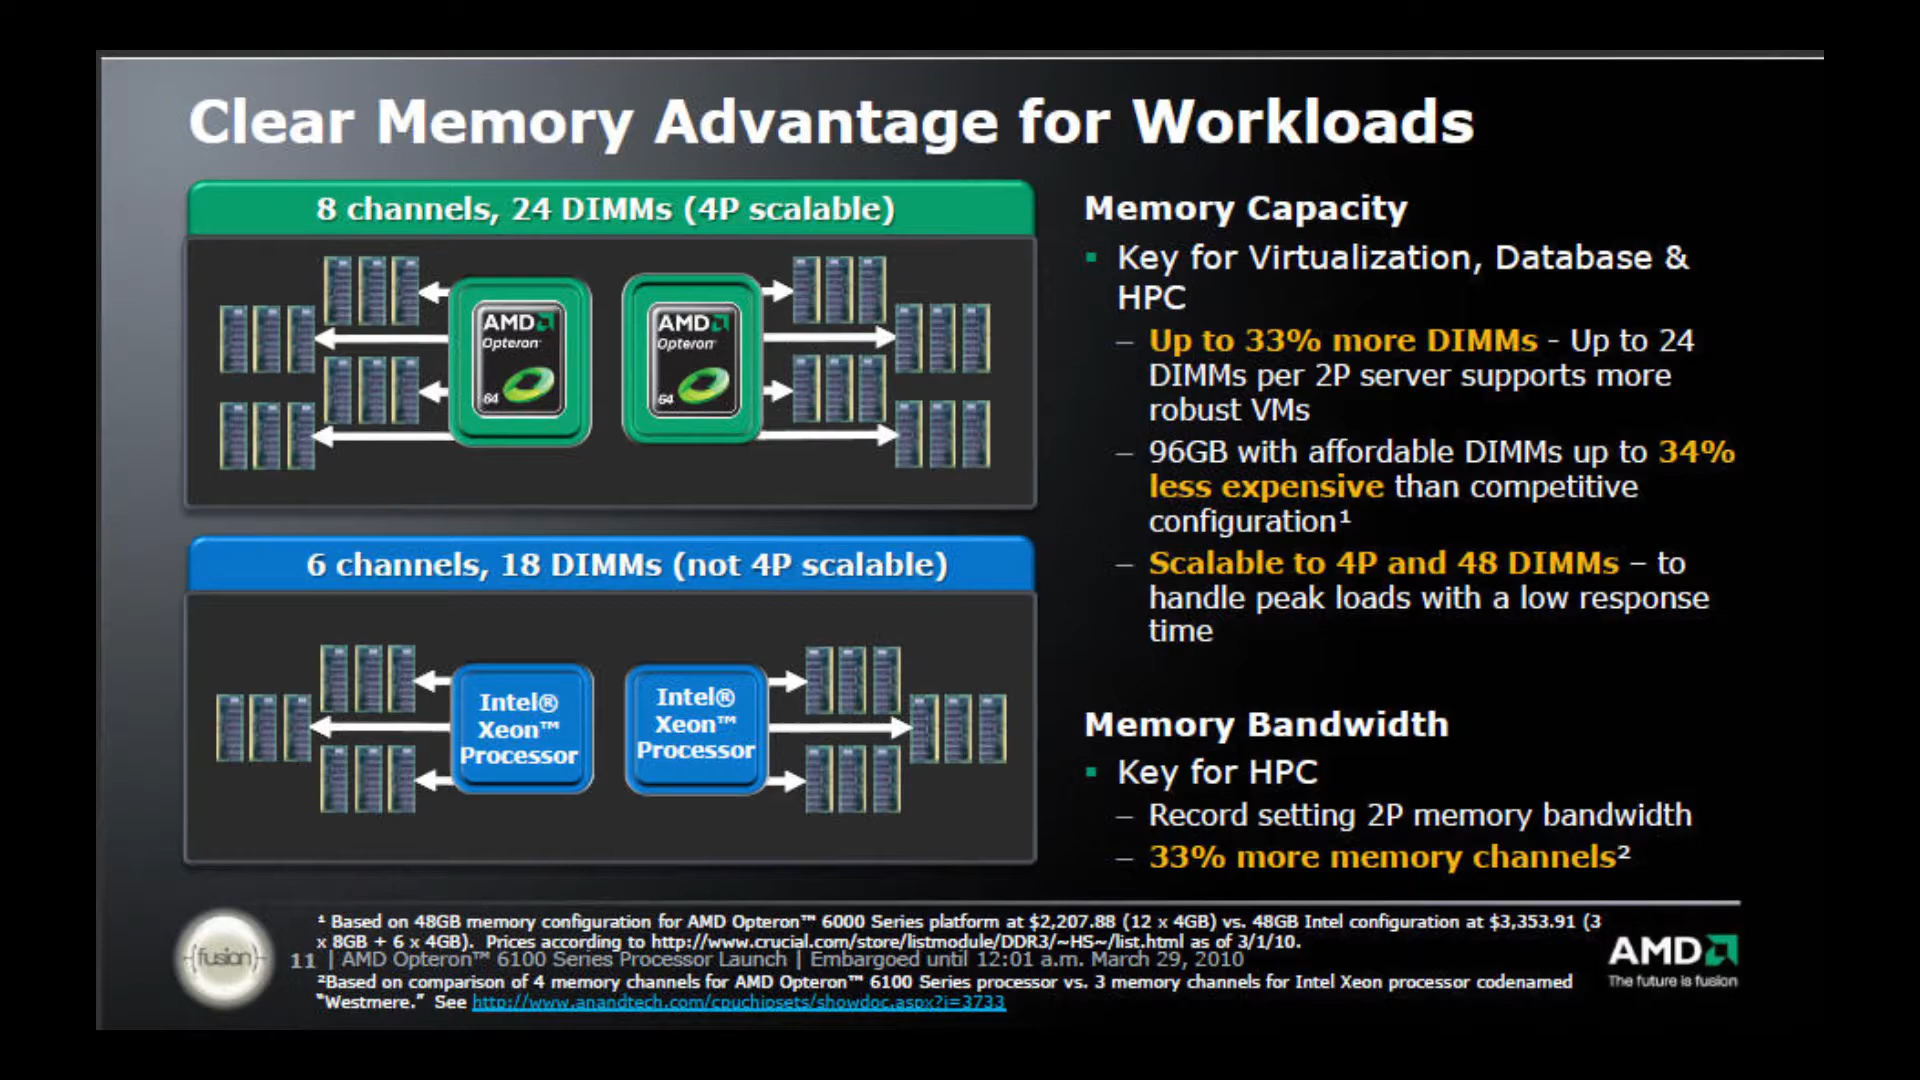 Clear Memory Advantage for Workloads
8 channels, 24 DIMMs (4P scalable)
AMD
Opteron™
64
AMD
Opteron™
64
6 channels, 18 DIMMs (not 4P scalable)
Intel®
Xeon™
Processor
Intel®
Xeon™
Processor
Memory Capacity
▪ Key for Virtualization, Database &
HPC
– Up to 33% more DIMMs - Up to 24
DIMMs per 2P server supports more
robust VMs
– 96GB with affordable DIMMs up to 34%
less expensive than competitive
configuration¹
– Scalable to 4P and 48 DIMMs – to
handle peak loads with a low response
time
Memory Bandwidth
▪ Key for HPC
– Record setting 2P memory bandwidth
– 33% more memory channels²
¹ Based on 48GB memory configuration for AMD Opteron™ 6000 Series platform at $2,207.88 (12 x 4GB) vs. 48GB Intel configuration at $3,353.91 (3
x 8GB + 6 x 4GB). Prices according to http://www.crucial.com/store/listmodule/DDR3/~HS~/list.html as of 3/1/10.
11 | AMD Opteron™ 6100 Series Processor Launch | Embargoed until 12:01 a.m. March 29, 2010
²Based on comparison of 4 memory channels for AMD Opteron™ 6100 Series processor vs. 3 memory channels for Intel Xeon processor codenamed
"Westmere." See http://www.anandtech.com/cpuchipsets/showdoc.aspx?i=3733
{fusion}
AMD
The future is fusion